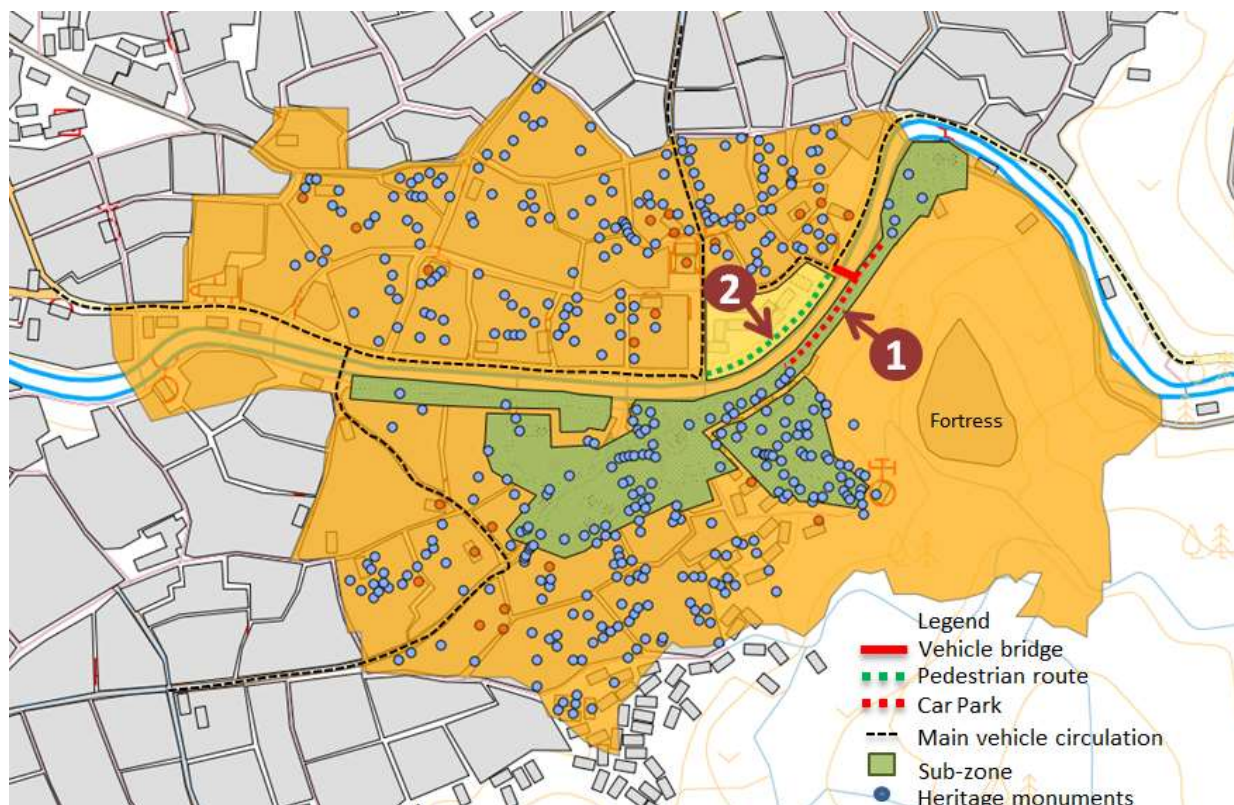 2
1
Fortress
Legend
Vehicle bridge
Pedestrian route
Car Park
Main vehicle circulation
Sub-zone
Heritage monuments